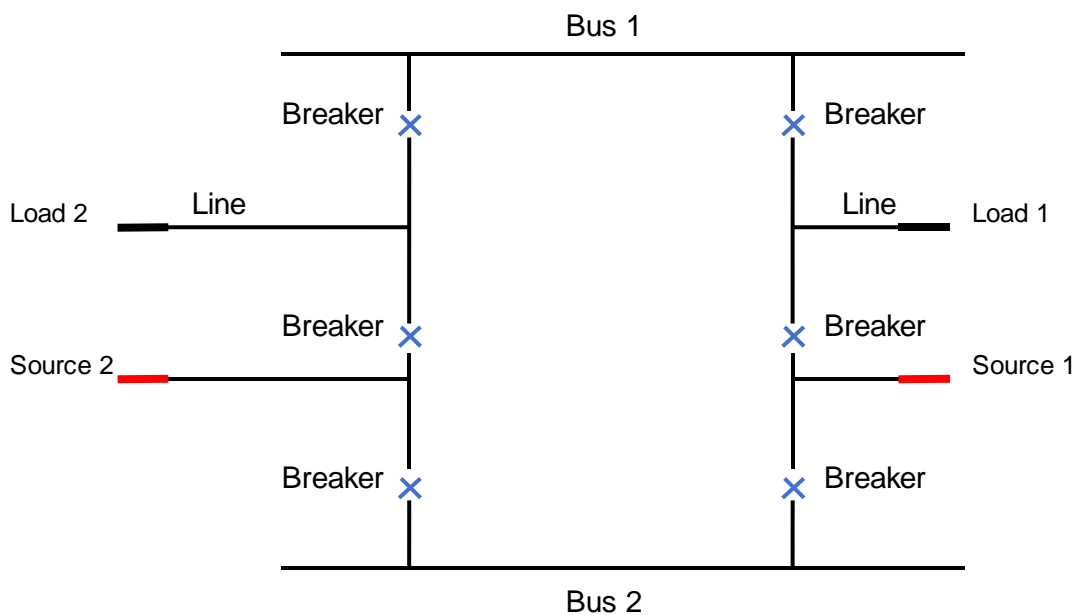 Bus 1
Breaker Breaker
Load 2 Line Line Load 1
Breaker Breaker
Source 2 Source 1
Breaker Breaker
Bus 2